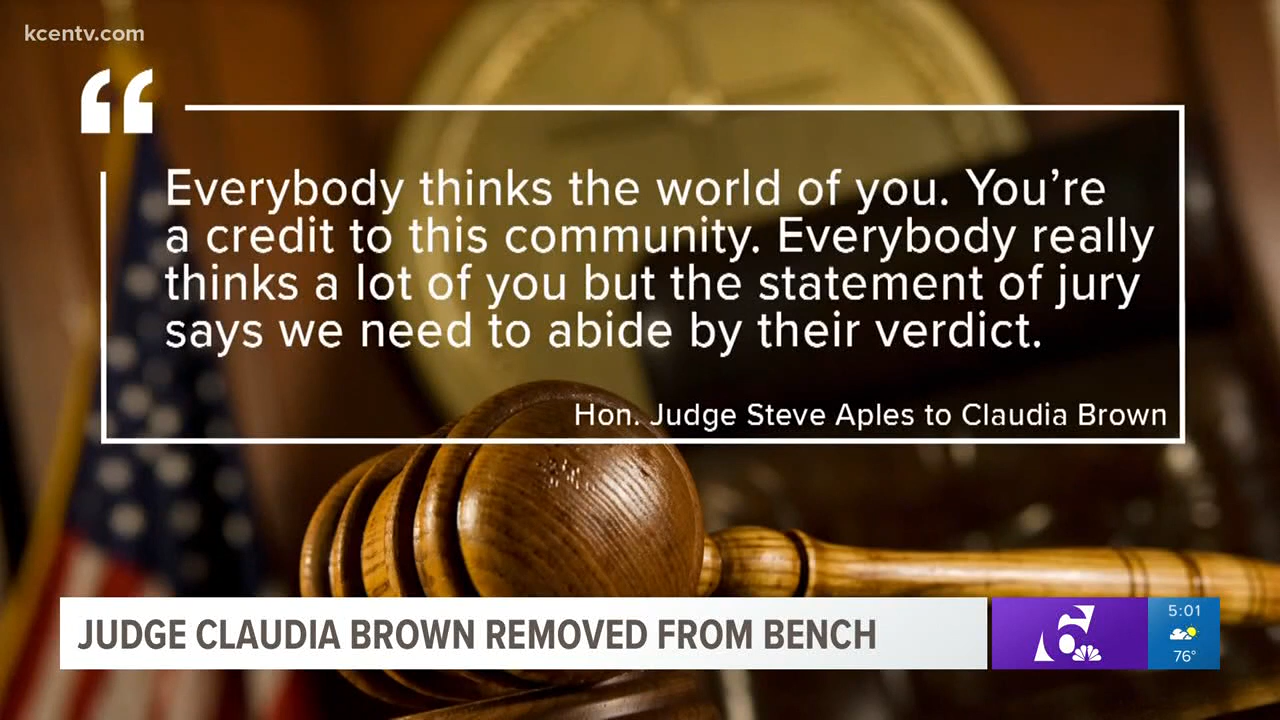 kcentv.com
“
Everybody thinks the world of you. You’re
a credit to this community. Everybody really
thinks a lot of you but the statement of jury
says we need to abide by their verdict.
Hon. Judge Steve Aples to Claudia Brown
JUDGE CLAUDIA BROWN REMOVED FROM BENCH
6
5:01
76°